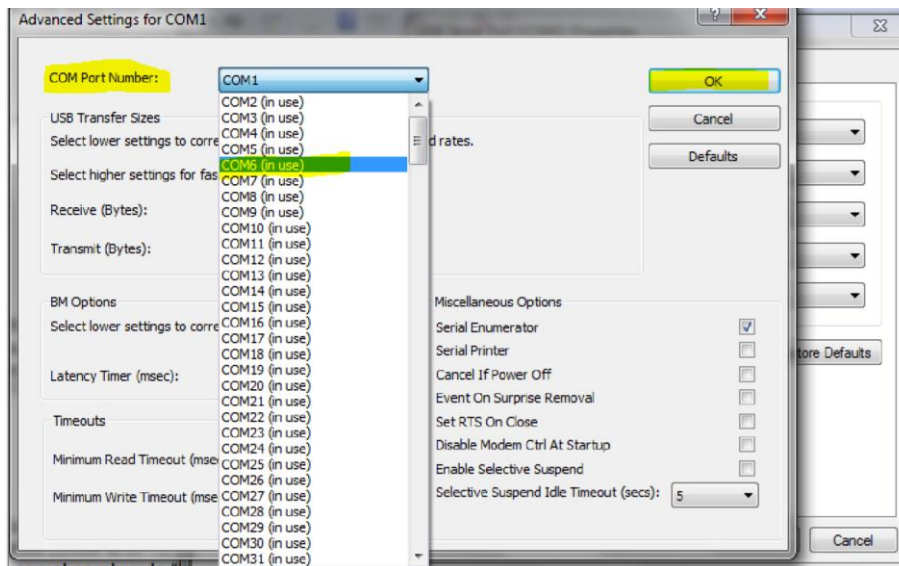 Advanced Settings for COM1
COM Port Number:
COM1
OK
Cancel
Defaults
USB Transfer Sizes
Select lower settings to corre
d rates.
Select higher settings for fas
Receive (Bytes):
Transmit (Bytes):
COM2 (in use)
COM3 (in use)
COM4 (in use)
COM5 (in use)
COM6 (in use)
COM7 (in use)
COM8 (in use)
COM9 (in use)
COM10 (in use)
COM11 (in use)
COM12 (in use)
COM13 (in use)
COM14 (in use)
COM15 (in use)
COM16 (in use)
COM17 (in use)
COM18 (in use)
COM19 (in use)
COM20 (in use)
COM21 (in use)
COM22 (in use)
COM23 (in use)
COM24 (in use)
COM25 (in use)
COM26 (in use)
COM27 (in use)
COM28 (in use)
COM29 (in use)
COM30 (in use)
COM31 (in use)
BM Options
Select lower settings to corre
Latency Timer (msec):
Timeouts
Minimum Read Timeout (msec
Minimum Write Timeout (mse
Miscellaneous Options
Serial Enumerator
Serial Printer
Cancel If Power Off
Event On Surprise Removal
Set RTS On Close
Disable Modem Ctrl At Startup
Enable Selective Suspend
Selective Suspend Idle Timeout (secs): 5
tore Defaults
Cancel